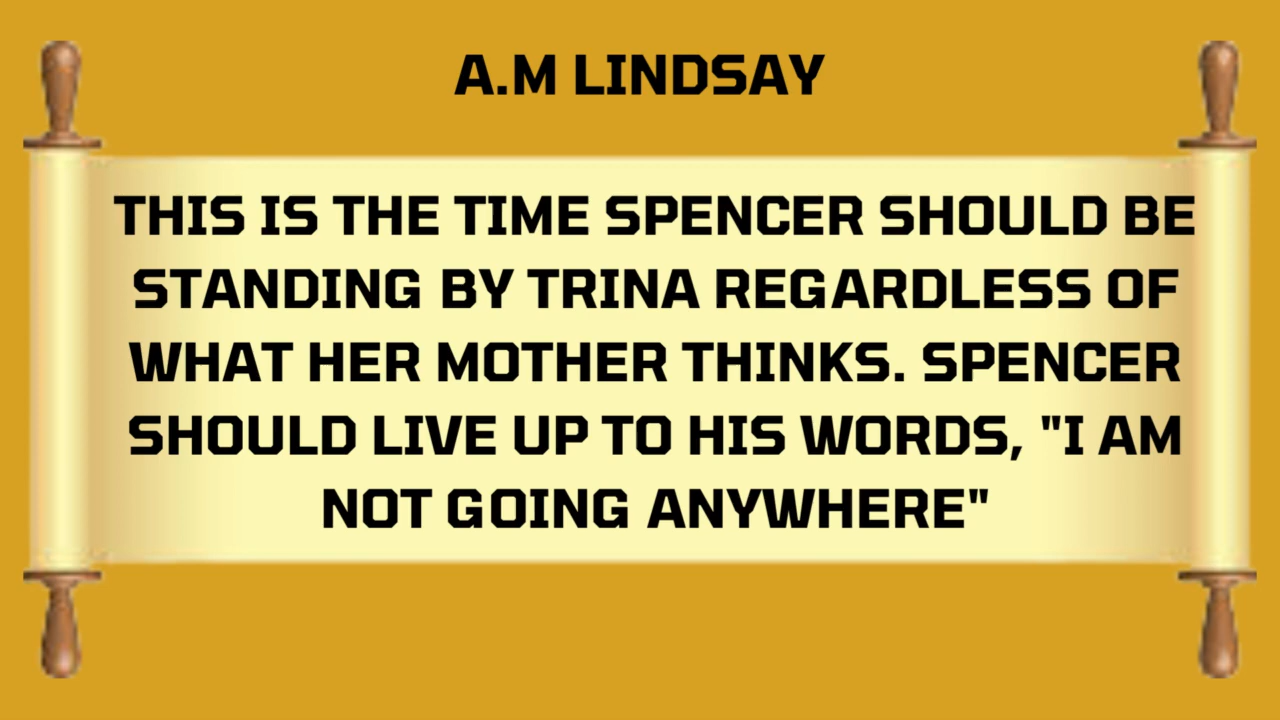 A.M LINDSAY
THIS IS THE TIME SPENCER SHOULD BE
STANDING BY TRINA REGARDLESS OF
WHAT HER MOTHER THINKS. SPENCER
SHOULD LIVE UP TO HIS WORDS, "I AM
NOT GOING ANYWHERE"